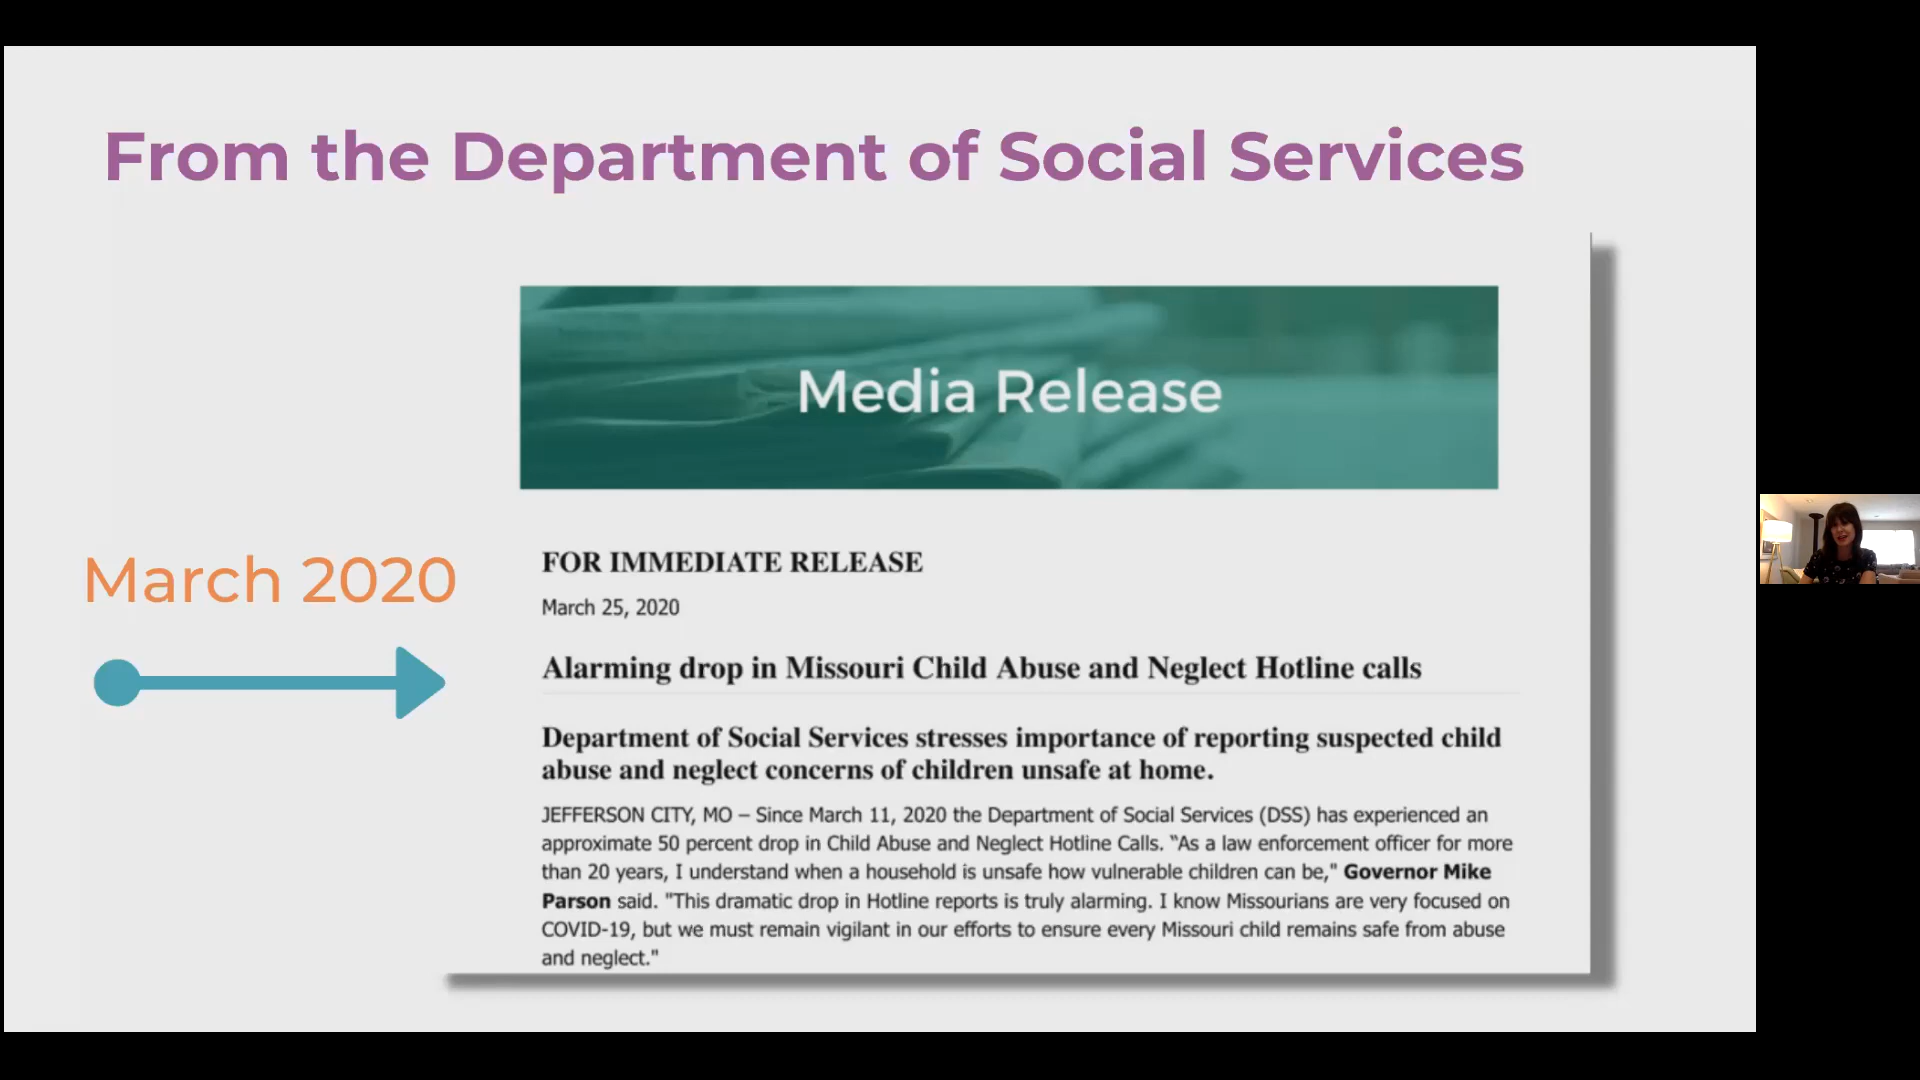 From the Department of Social Services
Media Release
March 2020
FOR IMMEDIATE RELEASE
March 25, 2020
Alarming drop in Missouri Child Abuse and Neglect Hotline calls
Department of Social Services stresses importance of reporting suspected child
abuse and neglect concerns of children unsafe at home.
JEFFERSON CITY, MO – Since March 11, 2020 the Department of Social Services (DSS) has experienced an
approximate 50 percent drop in Child Abuse and Neglect Hotline Calls. “As a law enforcement officer for more
than 20 years, I understand when a household is unsafe how vulnerable children can be," Governor Mike
Parson said. "This dramatic drop in Hotline reports is truly alarming. I know Missourians are very focused on
COVID-19, but we must remain vigilant in our efforts to ensure every Missouri child remains safe from abuse
and neglect."